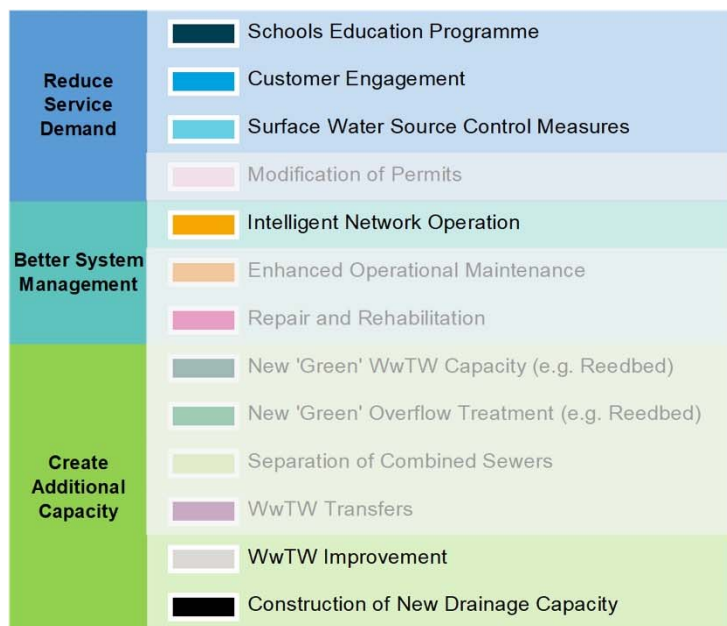 Reduce
Service
Demand
Schools Education Programme
Customer Engagement
Surface Water Source Control Measures
Modification of Permits
Better System
Management
Intelligent Network Operation
Enhanced Operational Maintenance
Repair and Rehabilitation
Create
Additional
Capacity
New 'Green' WwTW Capacity (e.g. Reedbed)
New 'Green' Overflow Treatment (e.g. Reedbed)
Separation of Combined Sewers
WwTW Transfers
WwTW Improvement
Construction of New Drainage Capacity